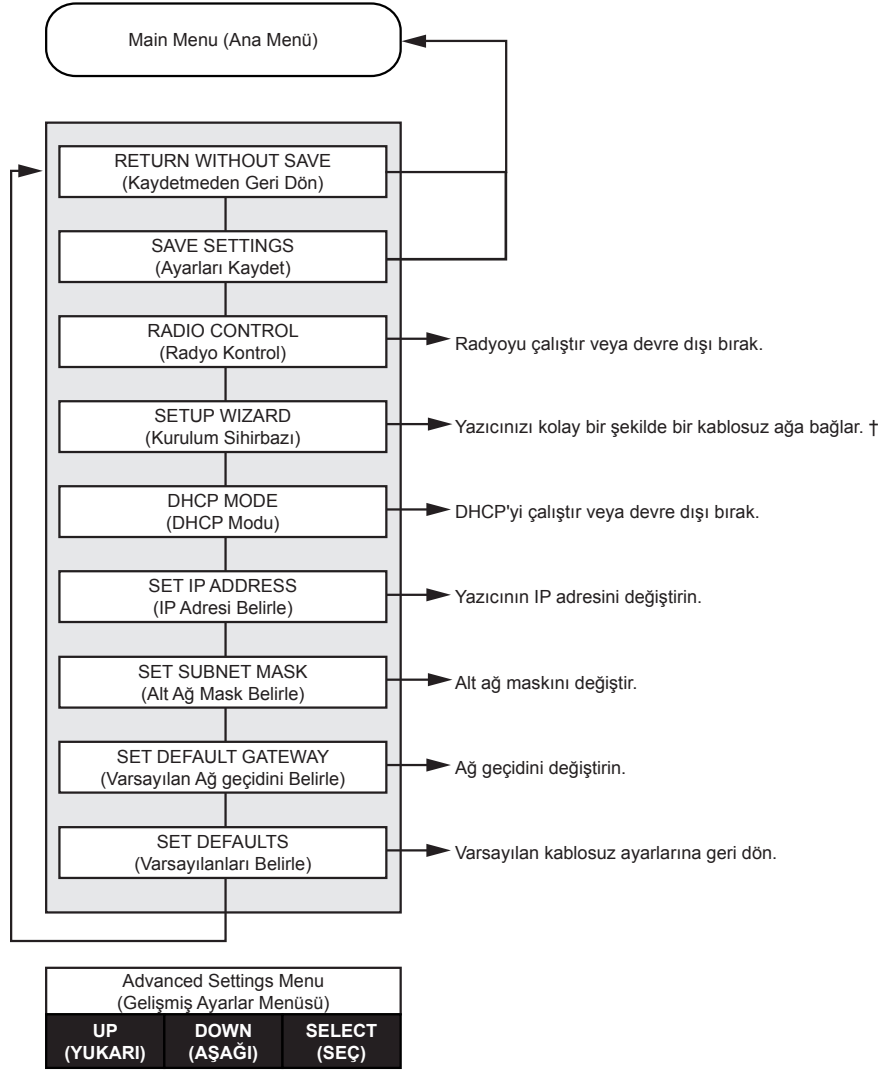 Main Menu (Ana Menü)
RETURN WITHOUT SAVE
(Kaydetmeden Geri Dön)
SAVE SETTINGS
(Ayarları Kaydet)
RADIO CONTROL
(Radyo Kontrol)
Radyoyu çalıştır veya devre dışı bırak.
SETUP WIZARD
(Kurulum Sihirbazı)
Yazıcınızı kolay bir şekilde bir kablosuz ağa bağlar. †
DHCP MODE
(DHCP Modu)
DHCP'yi çalıştır veya devre dışı bırak.
SET IP ADDRESS
(IP Adresi Belirle)
Yazıcının IP adresini değiştirin.
SET SUBNET MASK
(Alt Ağ Mask Belirle)
Alt ağ maskını değiştir.
SET DEFAULT GATEWAY
(Varsayılan Ağ geçidini Belirle)
Ağ geçidini değiştirin.
SET DEFAULTS
(Varsayılanları Belirle)
Varsayılan kablosuz ayarlarına geri dön.
Advanced Settings Menu
(Gelişmiş Ayarlar Menüsü)
UP DOWN SELECT
(YUKARI) (AŞAĞI) (SEÇ)